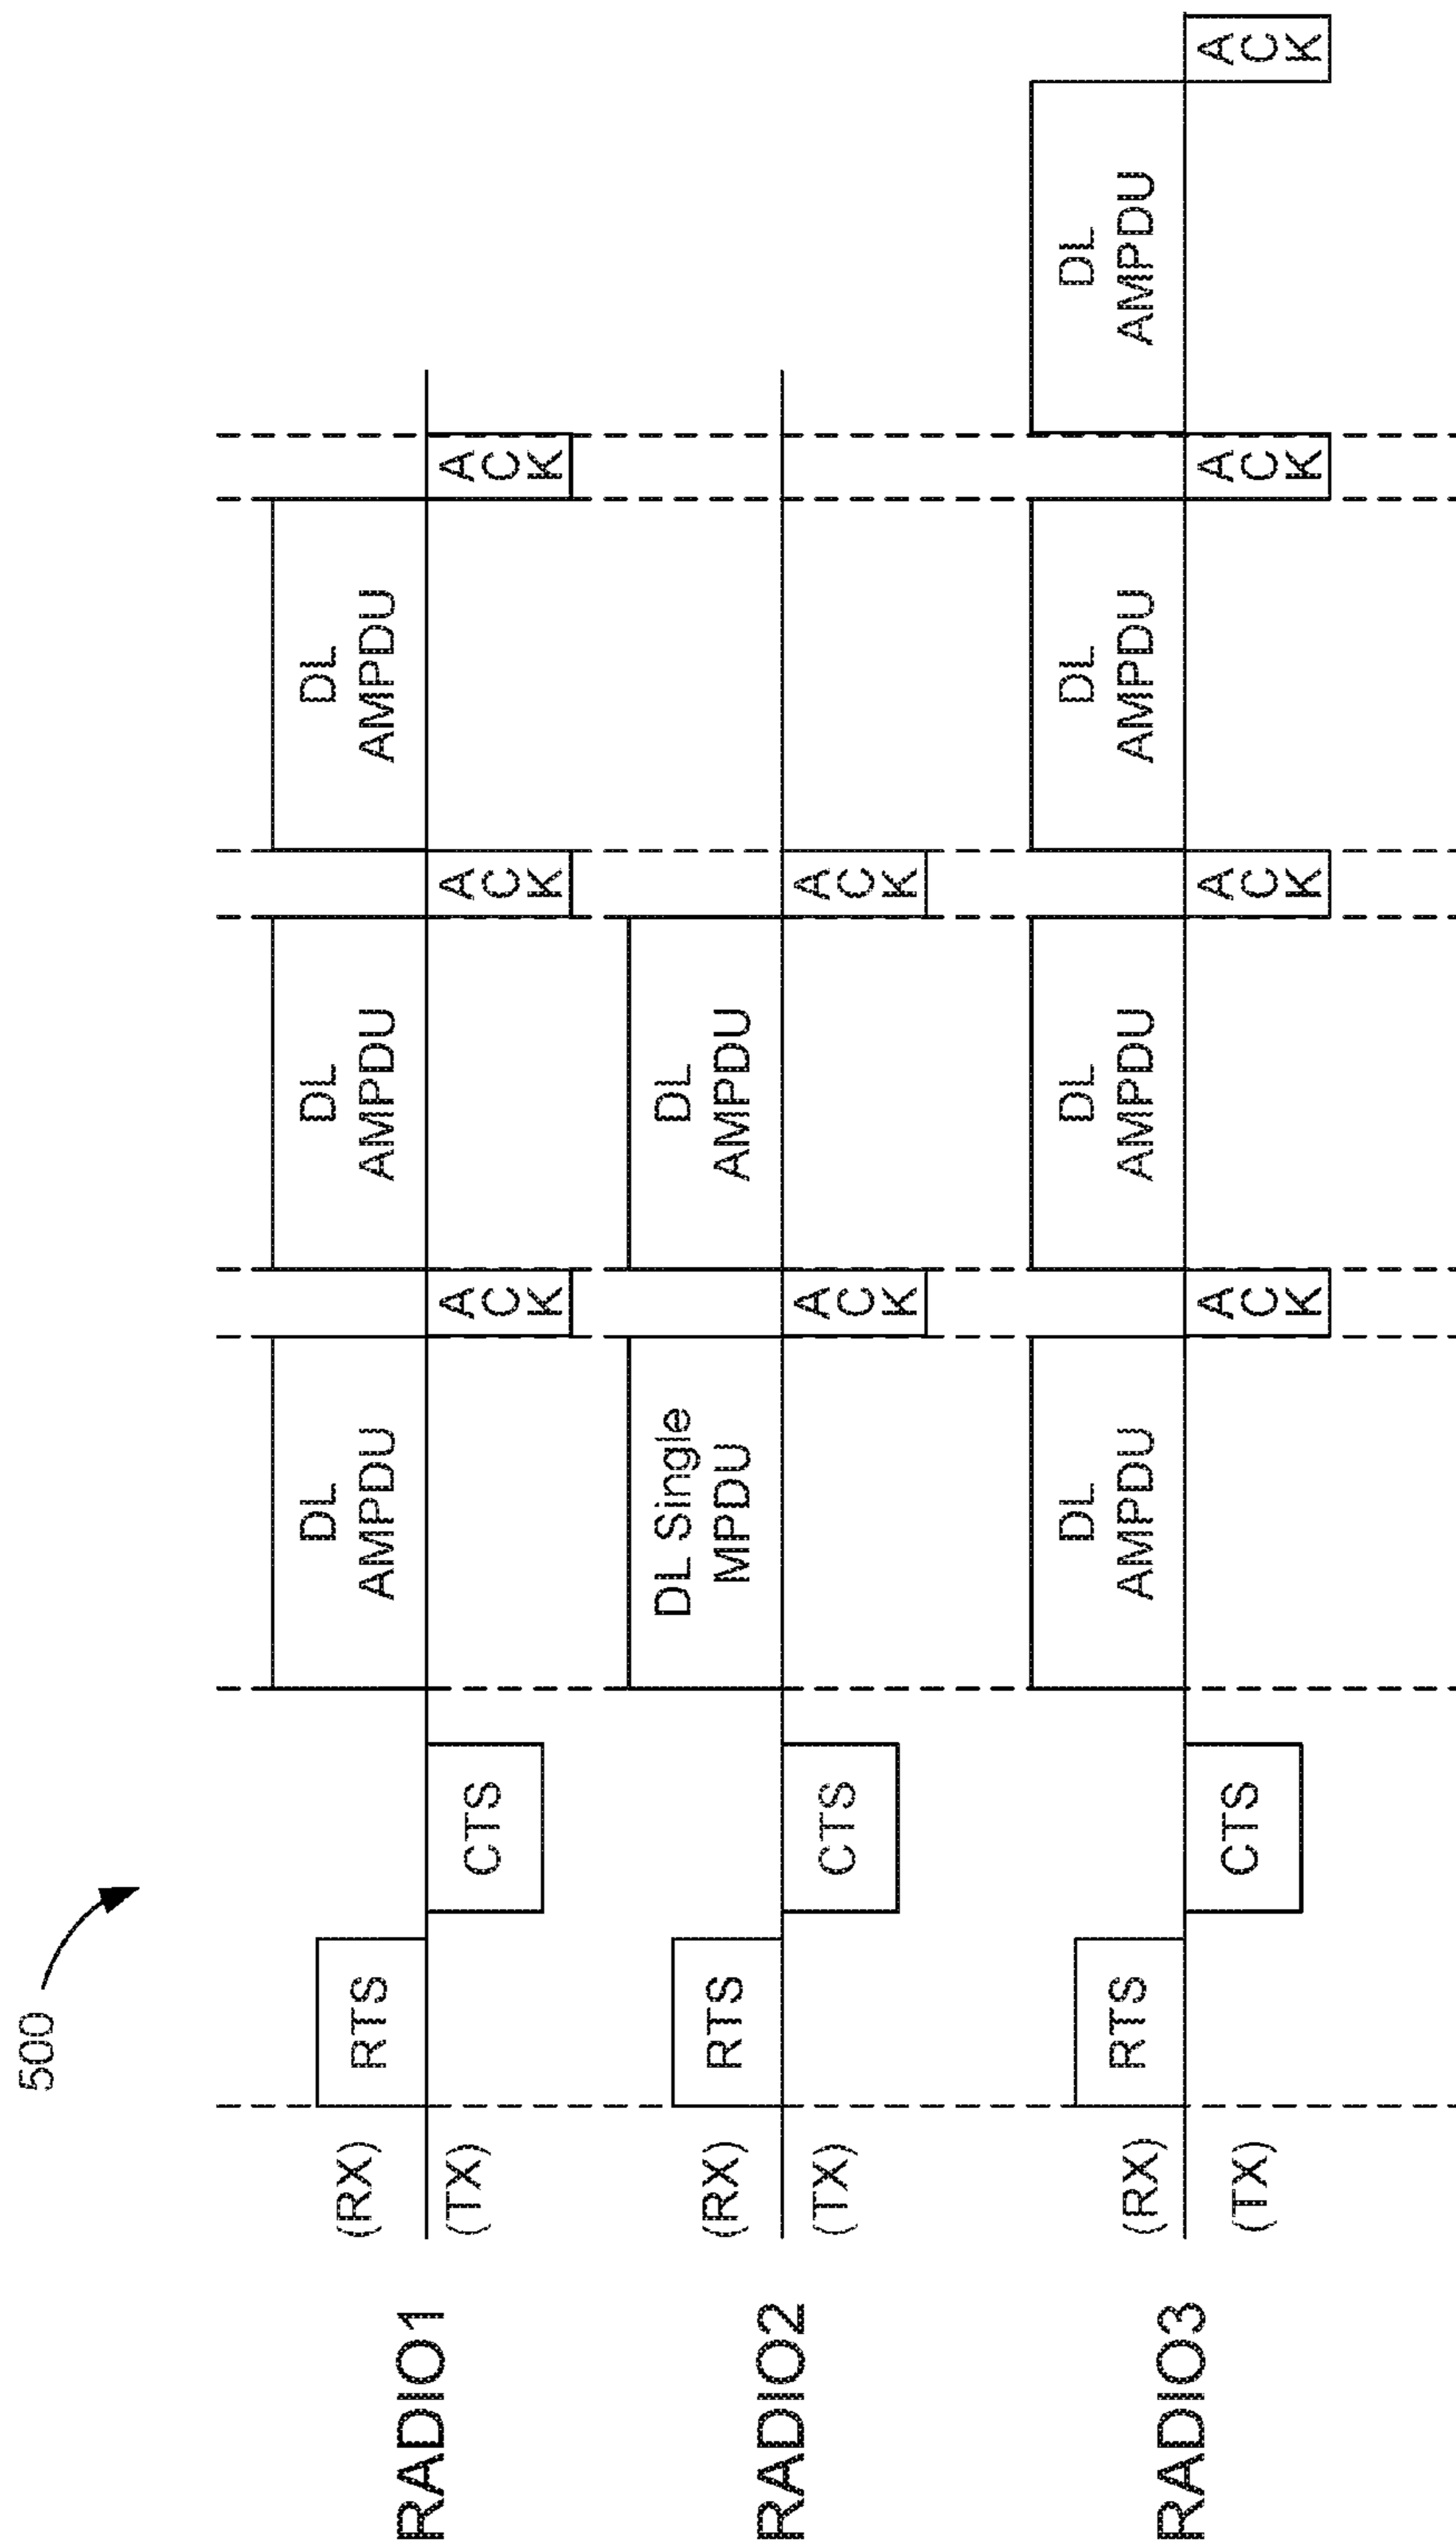 500
RADIO1
(RX)
(TX)
RTS
CTS
DL
AMPDU
ACK
DL
AMPDU
ACK
DL
AMPDU
ACK
RADIO2
(RX)
(TX)
RTS
CTS
DL Single
MPDU
ACK
DL
AMPDU
ACK
RADIO3
(RX)
(TX)
RTS
CTS
DL
AMPDU
ACK
DL
AMPDU
ACK
DL
AMPDU
ACK
DL
AMPDU
ACK